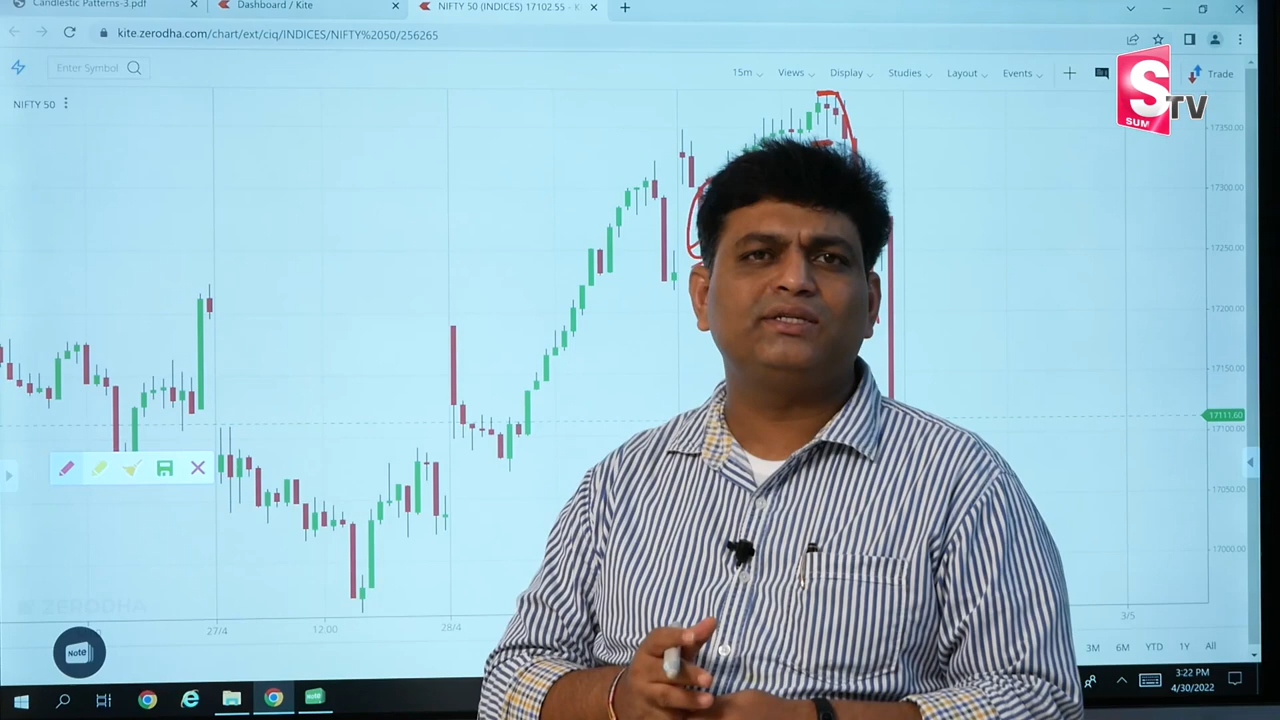 Candlestic Patterns-3.pdf
Dashboard / Kite
NIFTY 50 (INDICES) 17102.55 - K
kite.zerodha.com/chart/ext/ciq/INDICES/NIFTY%2050/256265
Enter Symbol
15m
Views
Display
Studies
Layout
Events
Trade
S
SUM
TV
NIFTY 50
17350.00
17300.00
17250.00
17200.00
17150.00
17111.60
17100.00
17050.00
17000.00
ZERODHA
27/4
12:00
28/4
3/5
Note
3M
6M
YTD
1Y
All
note
3:22 PM
4/30/2022